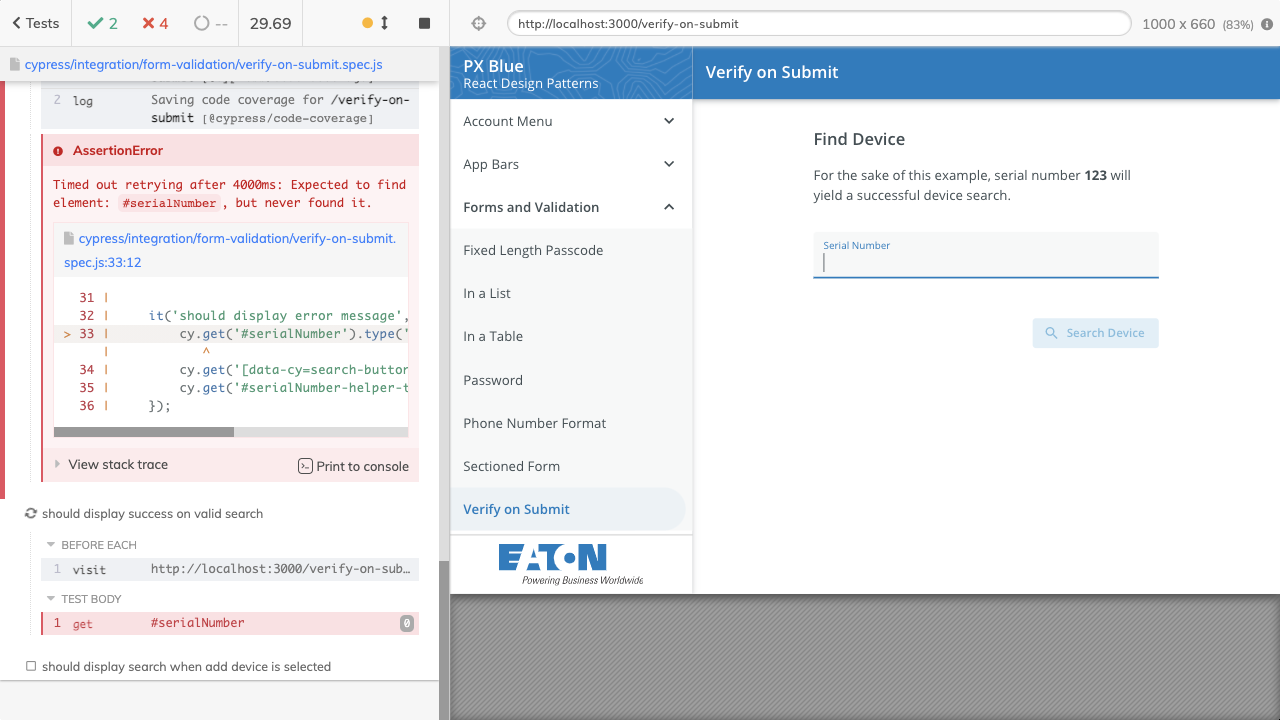 Tests
2
4
--
29.69
http://localhost:3000/verify-on-submit
1000 x 660 (83%)
cypress/integration/form-validation/verify-on-submit.spec.js
2 log Saving code coverage for /verify-on-
submit [@cypress/code-coverage]
AssertionError
Timed out retrying after 4000ms: Expected to find
element: #serialNumber, but never found it.
cypress/integration/form-validation/verify-on-submit.
spec.js:33:12
31 |
32 | it('should display error message',
> 33 | cy.get('#serialNumber').type('
| ^
34 | cy.get('[data-cy=search-button
35 | cy.get('#serialNumber-helper-t
36 | });
View stack trace
Print to console
should display success on valid search
BEFORE EACH
1 visit http://localhost:3000/verify-on-sub…
TEST BODY
1 get #serialNumber 0
should display search when add device is selected
PX Blue
React Design Patterns
Account Menu
App Bars
Forms and Validation
Fixed Length Passcode
In a List
In a Table
Password
Phone Number Format
Sectioned Form
Verify on Submit
EATON
Powering Business Worldwide
Verify on Submit
Find Device
For the sake of this example, serial number 123 will
yield a successful device search.
Serial Number
Search Device